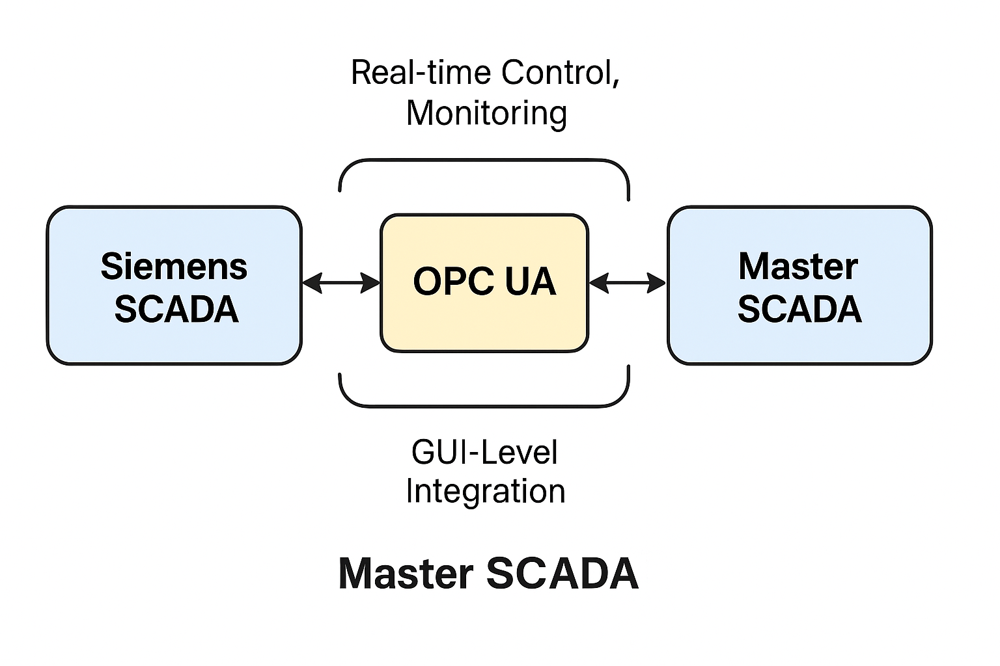 Real-time Control,
Monitoring
Siemens
SCADA
OPC UA
Master
SCADA
GUI-Level
Integration
Master SCADA